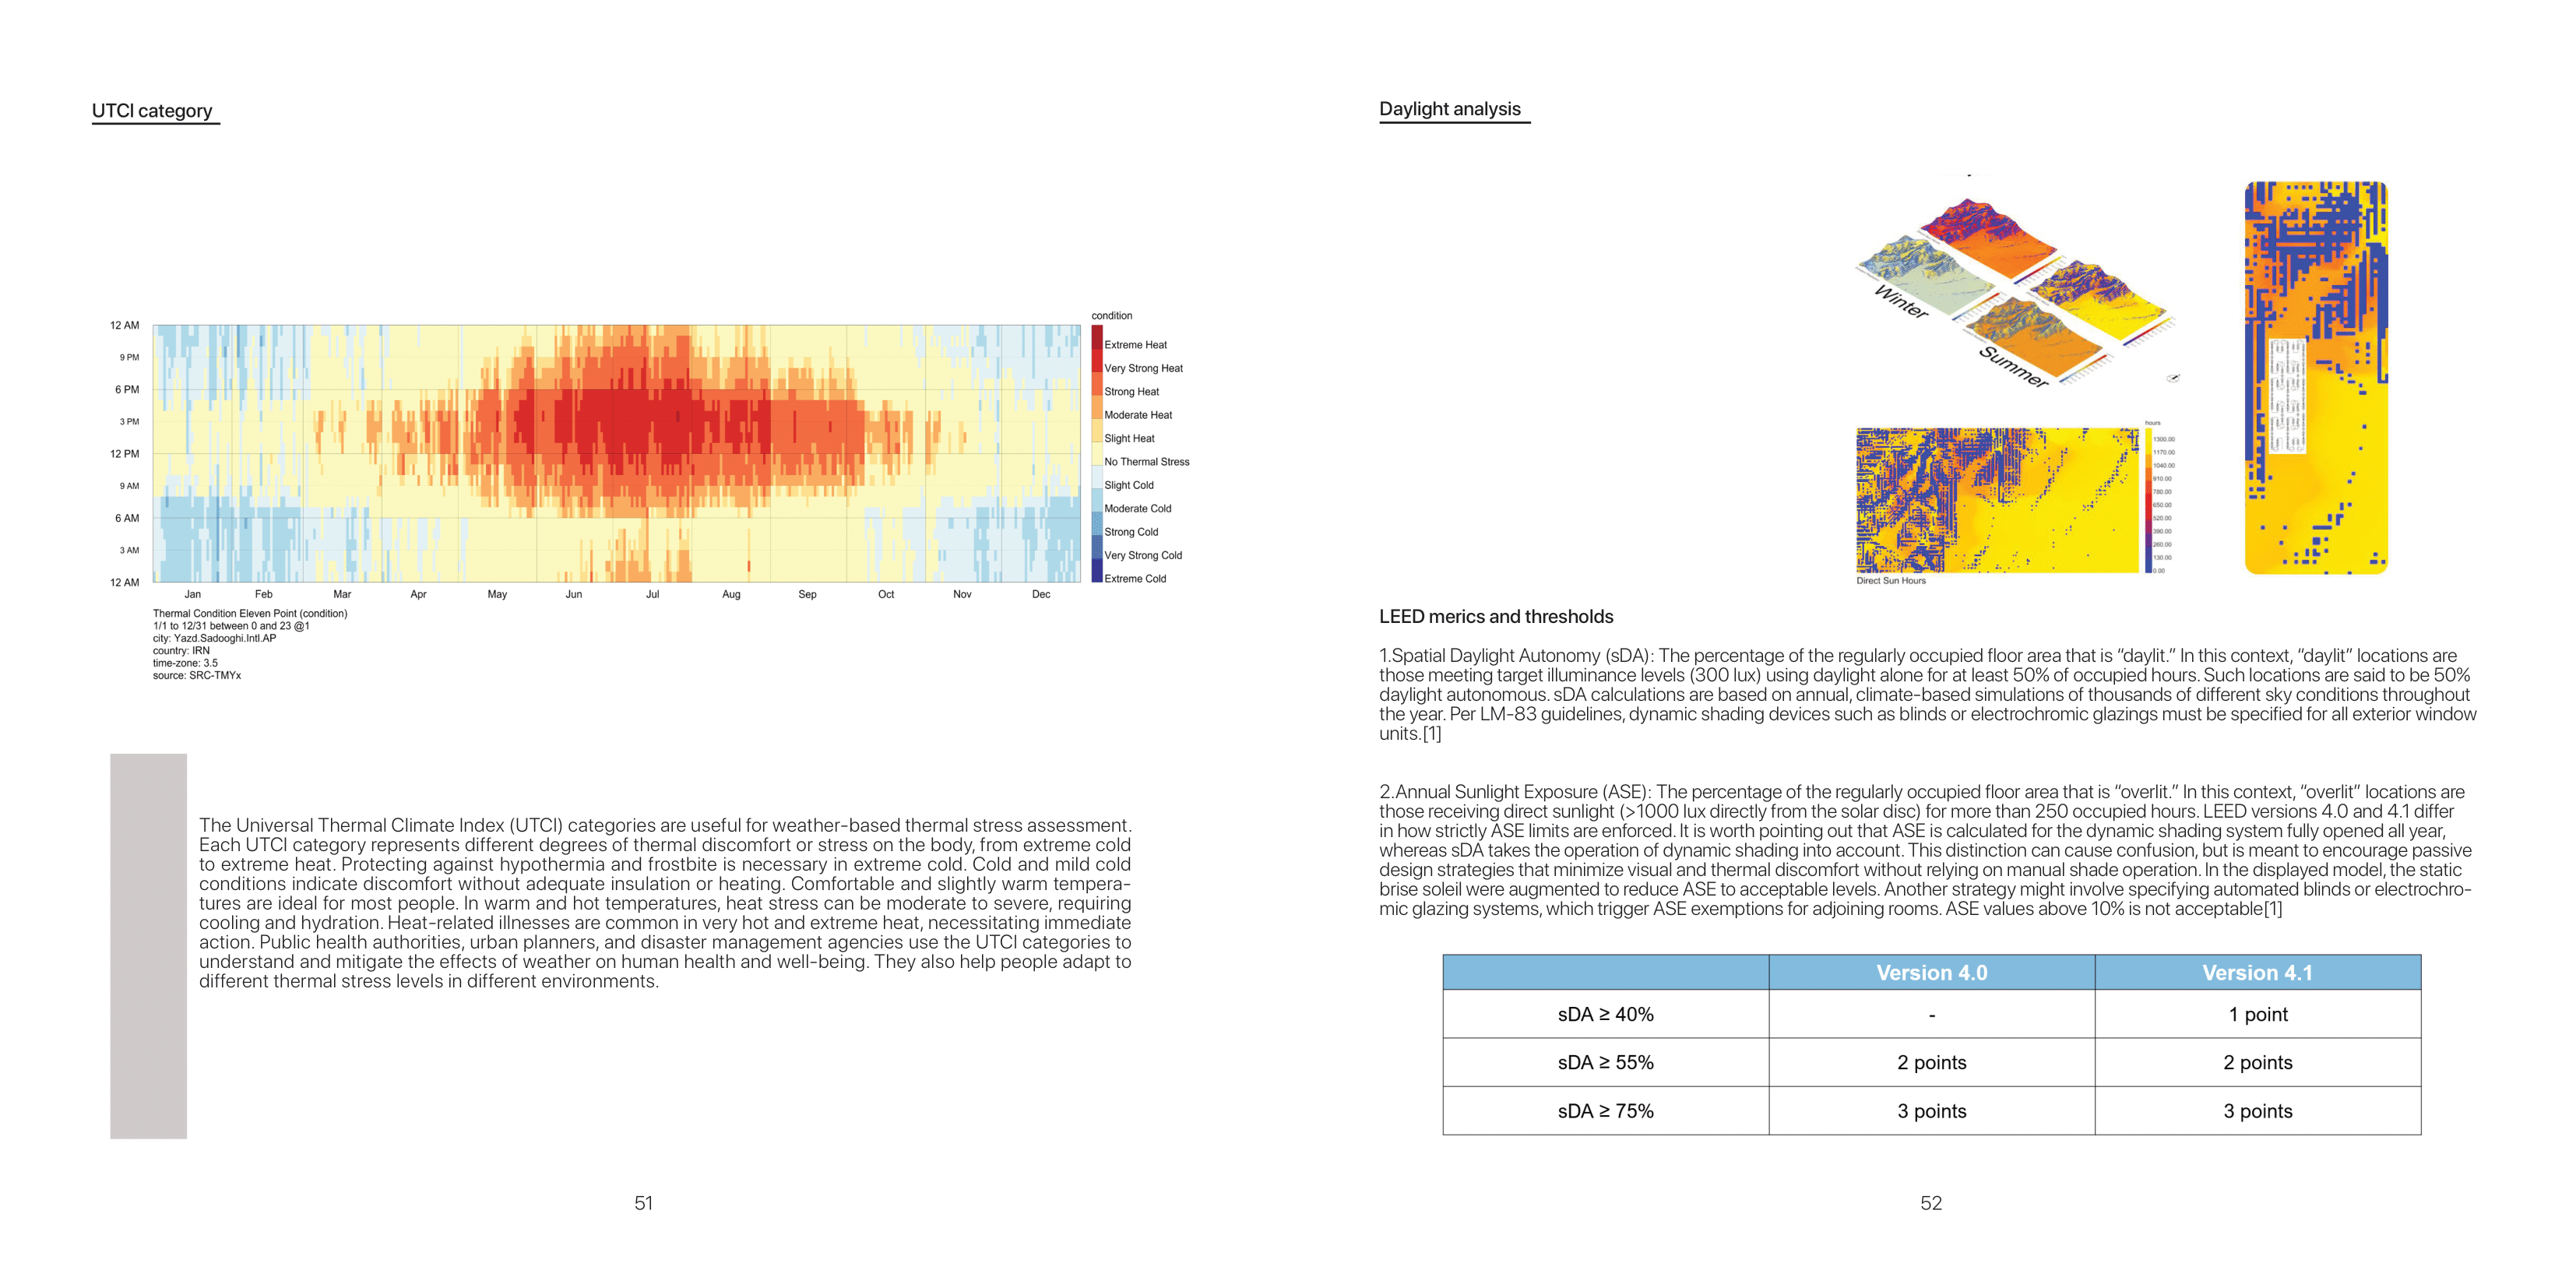 UTCI category
condition
12 AM
9 PM
6 PM
3 PM
12 PM
9 AM
6 AM
3 AM
12 AM
Extreme Heat
Very Strong Heat
Strong Heat
Moderate Heat
Slight Heat
No Thermal Stress
Slight Cold
Moderate Cold
Strong Cold
Very Strong Cold
Extreme Cold
Jan Feb Mar Apr May Jun Jul Aug Sep Oct Nov Dec
Thermal Condition Eleven Point (condition)
1/1 to 12/31 between 0 and 23 @1
city: Yazd.Sadooghi.Intl.AP
country: IRN
time-zone: 3.5
source: SRC-TMYx
The Universal Thermal Climate Index (UTCI) categories are useful for weather-based thermal stress assessment.
Each UTCI category represents different degrees of thermal discomfort or stress on the body, from extreme cold
to extreme heat. Protecting against hypothermia and frostbite is necessary in extreme cold. Cold and mild cold
conditions indicate discomfort without adequate insulation or heating. Comfortable and slightly warm tempera-
tures are ideal for most people. In warm and hot temperatures, heat stress can be moderate to severe, requiring
cooling and hydration. Heat-related illnesses are common in very hot and extreme heat, necessitating immediate
action. Public health authorities, urban planners, and disaster management agencies use the UTCI categories to
understand and mitigate the effects of weather on human health and well-being. They also help people adapt to
different thermal stress levels in different environments.
51
Daylight analysis
Winter
Summer
hours
1300.00
1170.00
1040.00
910.00
780.00
650.00
520.00
390.00
260.00
130.00
0.00
Direct Sun Hours
LEED merics and thresholds
1.Spatial Daylight Autonomy (sDA): The percentage of the regularly occupied floor area that is “daylit.” In this context, “daylit” locations are
those meeting target illuminance levels (300 lux) using daylight alone for at least 50% of occupied hours. Such locations are said to be 50%
daylight autonomous. sDA calculations are based on annual, climate-based simulations of thousands of different sky conditions throughout
the year. Per LM-83 guidelines, dynamic shading devices such as blinds or electrochromic glazings must be specified for all exterior window
units.[1]
2.Annual Sunlight Exposure (ASE): The percentage of the regularly occupied floor area that is “overlit.” In this context, “overlit” locations are
those receiving direct sunlight (>1000 lux directly from the solar disc) for more than 250 occupied hours. LEED versions 4.0 and 4.1 differ
in how strictly ASE limits are enforced. It is worth pointing out that ASE is calculated for the dynamic shading system fully opened all year,
whereas sDA takes the operation of dynamic shading into account. This distinction can cause confusion, but is meant to encourage passive
design strategies that minimize visual and thermal discomfort without relying on manual shade operation. In the displayed model, the static
brise soleil were augmented to reduce ASE to acceptable levels. Another strategy might involve specifying automated blinds or electrochro-
mic glazing systems, which trigger ASE exemptions for adjoining rooms. ASE values above 10% is not acceptable[1]
Version 4.0 Version 4.1
sDA ≥ 40% - 1 point
sDA ≥ 55% 2 points 2 points
sDA ≥ 75% 3 points 3 points
52